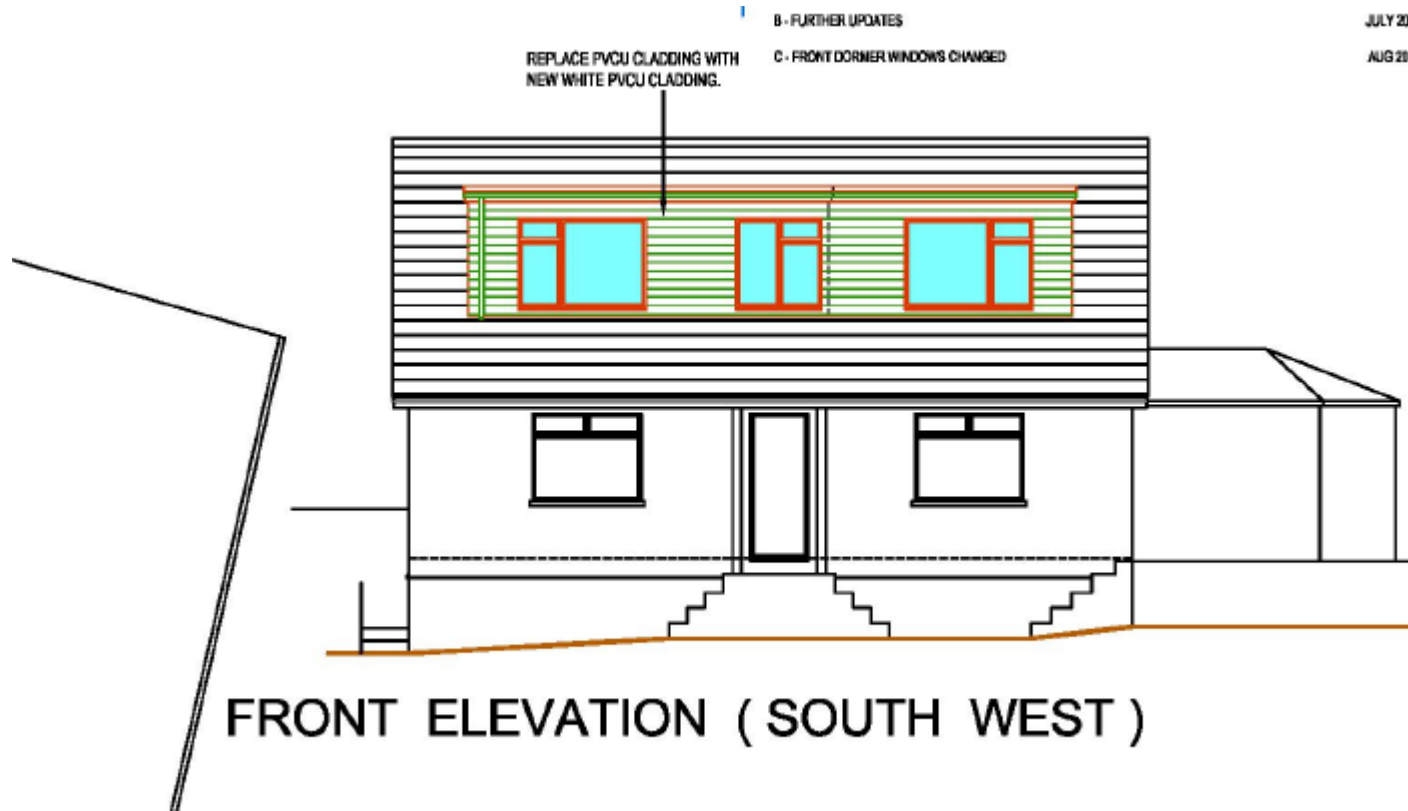 B - FURTHER UPDATES JULY 20
REPLACE PVCU CLADDING WITH
NEW WHITE PVCU CLADDING.
C - FRONT DORMER WINDOWS CHANGED AUG 20
FRONT ELEVATION ( SOUTH WEST )